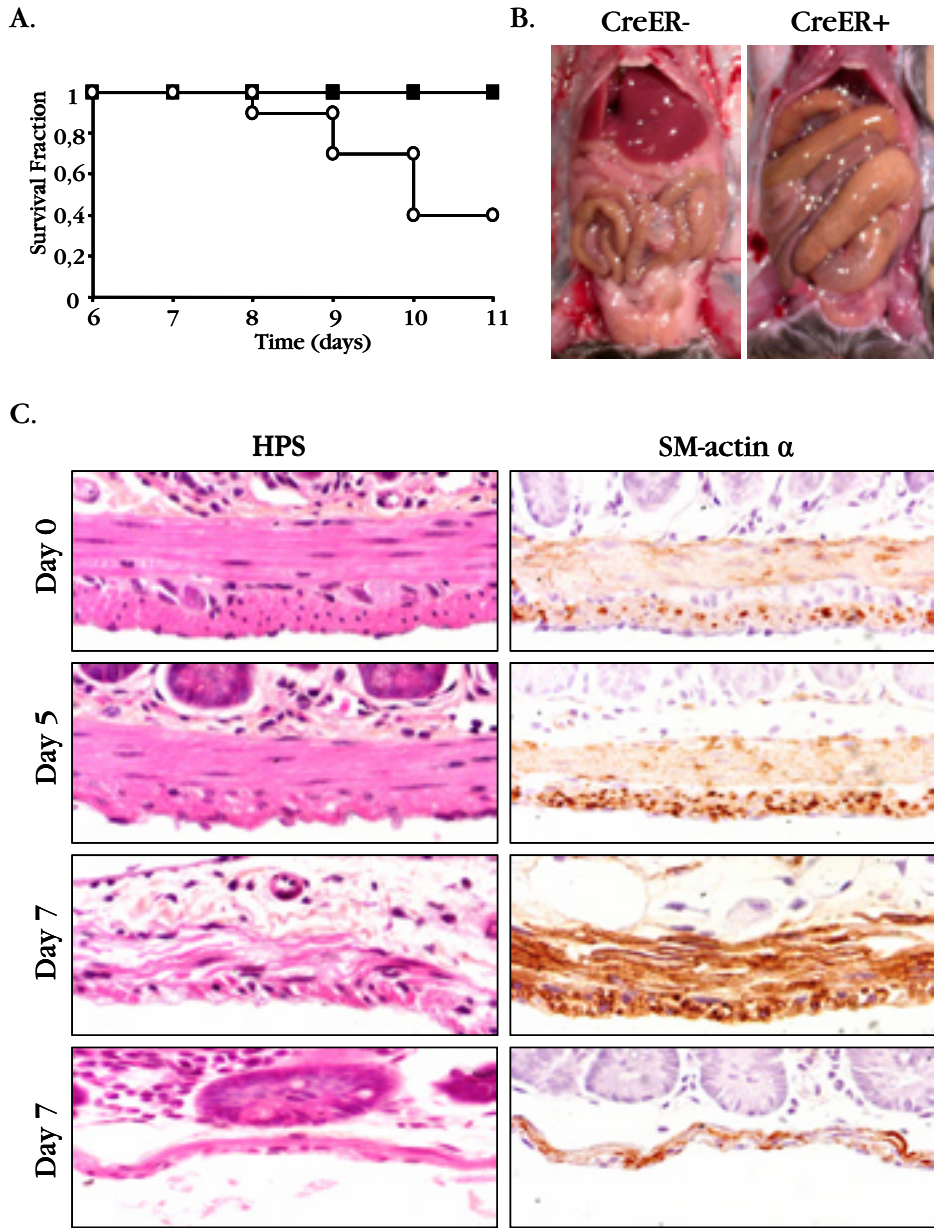 A.
Survival Fraction
1
0,8
0,6
0,4
0,2
0
6 7 8 9 10 11
Time (days)
B.
CreER- CreER+
C.
HPS SM-actin α
Day 0
Day 5
Day 7
Day 7